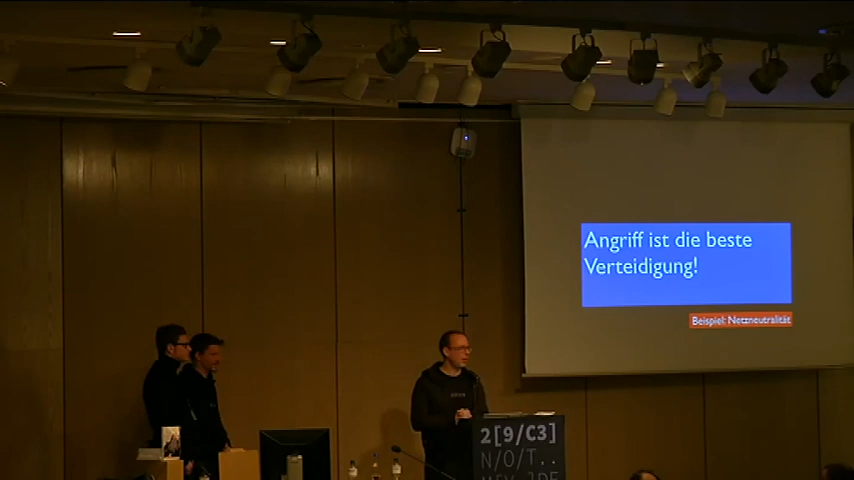 Angriff ist die beste
Verteidigung!
Beispiel: Netzneutralität
2[9/C3]
N/O/T..